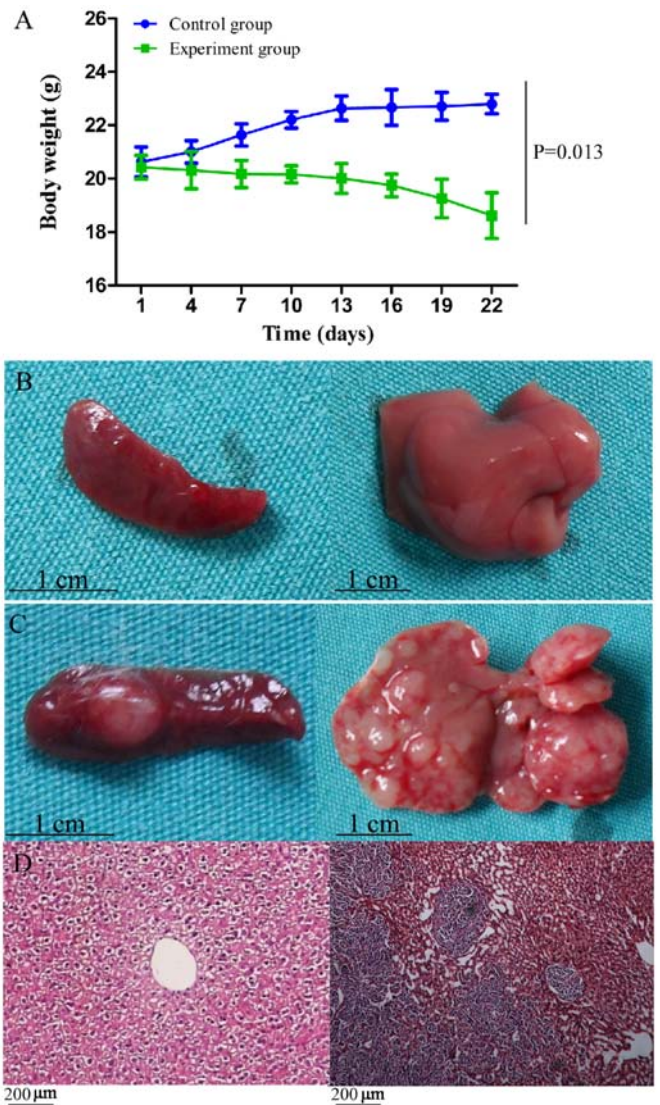 A
Control group
Experiment group
26
24
22
20
18
16
Body weight (g)
P=0.013
1 4 7 10 13 16 19 22
Time (days)
B
1 cm 1 cm
C
1 cm 1 cm
D
200 μm 200 μm